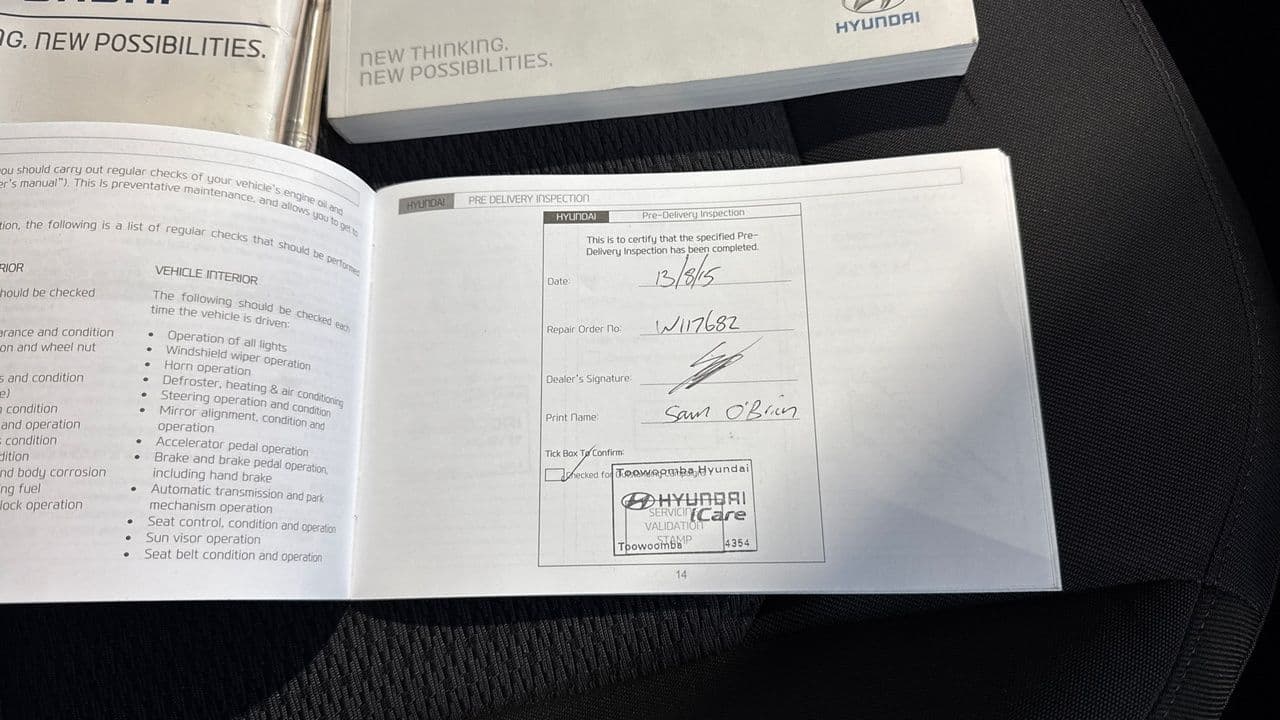 NG. NEW POSSIBILITIES.
HYUNDAI
NEW THINKING.
NEW POSSIBILITIES.
you should carry out regular checks of your vehicle's engine oil and
er's manual"). This is preventative maintenance, and allows you to get to
tion, the following is a list of regular checks that should be performed
RIOR
hould be checked
arance and condition
on and wheel nut
s and condition
e)
n condition
and operation
s condition
dition
nd body corrosion
ng fuel
lock operation
VEHICLE INTERIOR
The following should be checked each
time the vehicle is driven:
• Operation of all lights
• Windshield wiper operation
• Horn operation
• Defroster, heating & air conditioning
• Steering operation and condition
• Mirror alignment, condition and
operation
• Accelerator pedal operation
• Brake and brake pedal operation,
including hand brake
• Automatic transmission and park
mechanism operation
• Seat control, condition and operation
• Sun visor operation
• Seat belt condition and operation
HYUNDAI PRE DELIVERY INSPECTION
HYUNDAI Pre-Delivery Inspection
This is to certify that the specified Pre-
Delivery Inspection has been completed.
Date: 13/8/15
Repair Order No: W117682
Dealer's Signature:
Print Name: Sam O'Brien
Tick Box To Confirm:
Checked for
Toowoomba Hyundai
HYUNDAI
iCare
SERVICING
VALIDATION
STAMP
Toowoomba 4354
14